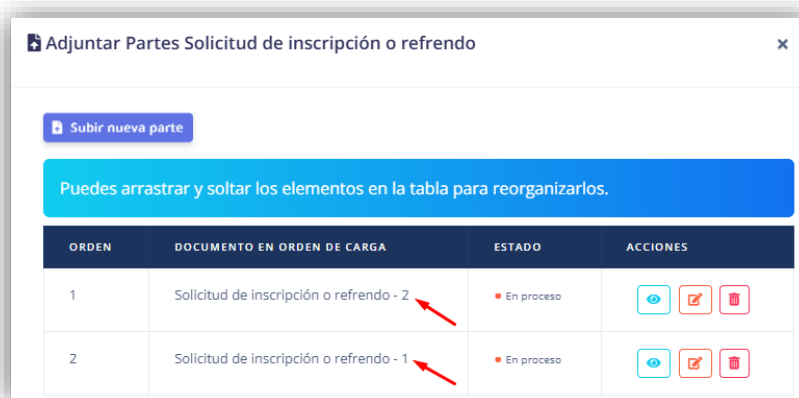 Adjuntar Partes Solicitud de inscripción o refrendo
Subir nueva parte
Puedes arrastrar y soltar los elementos en la tabla para reorganizarlos.
ORDEN DOCUMENTO EN ORDEN DE CARGA ESTADO ACCIONES
1 Solicitud de inscripción o refrendo - 2 En proceso
2 Solicitud de inscripción o refrendo - 1 En proceso